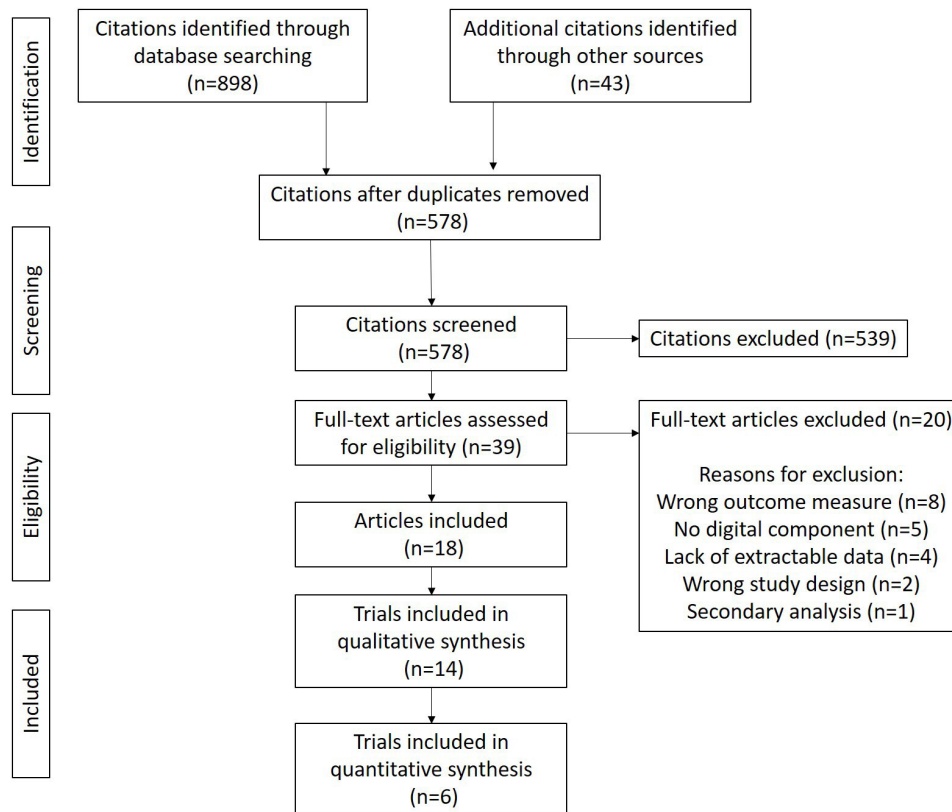 Identification
Citations identified through
database searching
(n=898)
Additional citations identified
through other sources
(n=43)
Citations after duplicates removed
(n=578)
Screening
Citations screened
(n=578)
Citations excluded (n=539)
Eligibility
Full-text articles assessed
for eligibility (n=39)
Full-text articles excluded (n=20)
Reasons for exclusion:
Wrong outcome measure (n=8)
No digital component (n=5)
Lack of extractable data (n=4)
Wrong study design (n=2)
Secondary analysis (n=1)
Articles included
(n=18)
Included
Trials included in
qualitative synthesis
(n=14)
Trials included in
quantitative synthesis
(n=6)